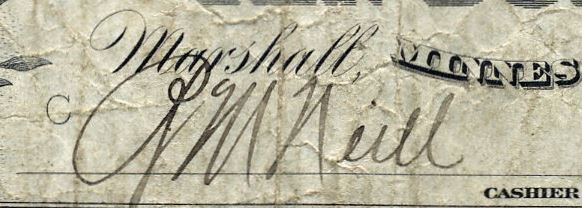 Marshall, MINNES
C
J M Neill
CASHIER